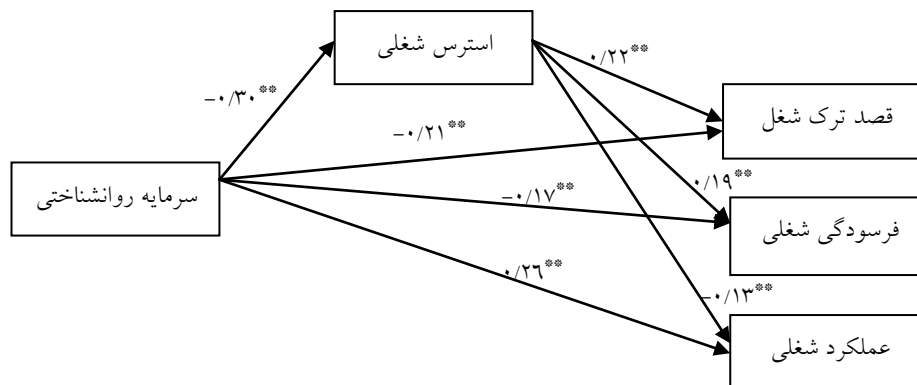 استرس شغلی
۰/۲۲**
-۰/۳۰**
قصد ترک شغل
-۰/۲۱**
سرمایه روانشناختی
۰/۱۹**
-۰/۱۷**
فرسودگی شغلی
۰/۲۶**
-۰/۱۳**
عملکرد شغلی